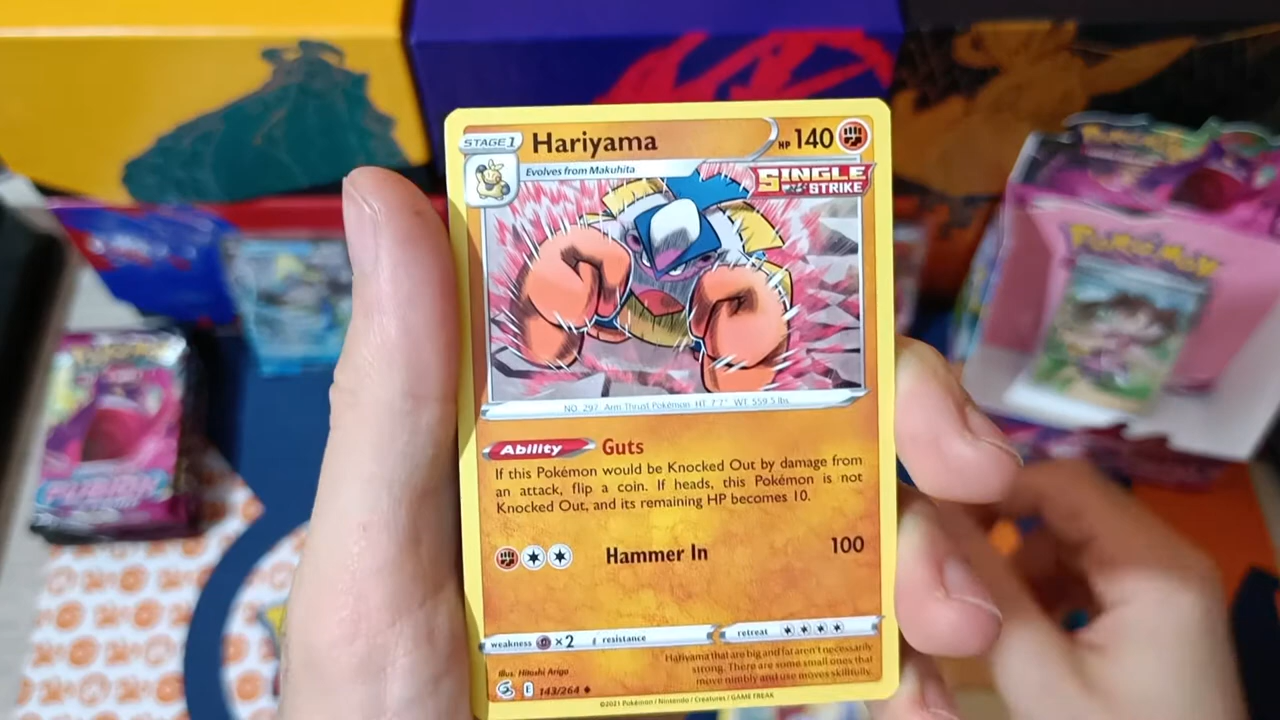 STAGE 1
Hariyama
HP 140
Evolves from Makuhita
SINGLE
STRIKE
NO. 297 Arm Thrust Pokémon HT: 7'7" WT: 559.5 lbs.
Ability Guts
If this Pokémon would be Knocked Out by damage from
an attack, flip a coin. If heads, this Pokémon is not
Knocked Out, and its remaining HP becomes 10.
Hammer In 100
weakness ×2 resistance retreat
Illus. Hitoshi Ariga
Hariyama that are big and fat aren't necessarily
strong. There are some small ones that
move nimbly and use moves skillfully.
E 143/264
©2021 Pokémon / Nintendo / Creatures / GAME FREAK
POKÉMON
FUSION